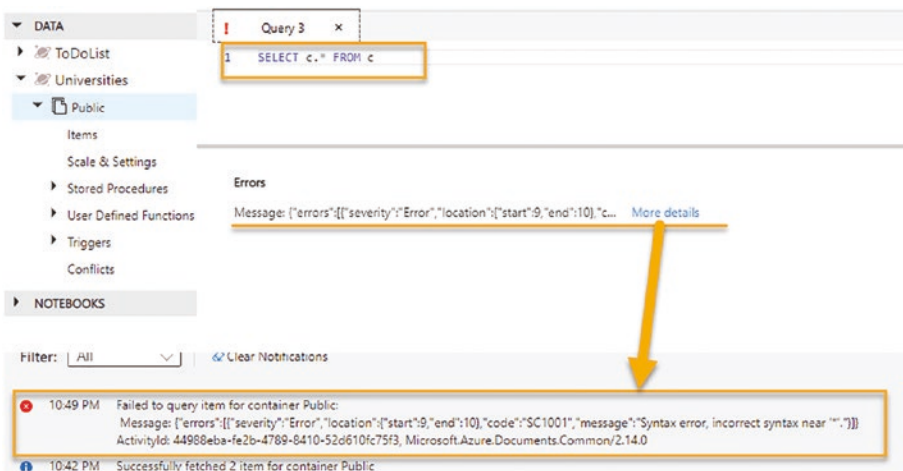 DATA
ToDoList
Universities
Public
Items
Scale & Settings
Stored Procedures
User Defined Functions
Triggers
Conflicts
NOTEBOOKS
! Query 3 ×
1 SELECT c.* FROM c
Errors
Message: {"errors":[{"severity":"Error","location":{"start":9,"end":10},"c... More details
Filter: All Clear Notifications
10:49 PM Failed to query item for container Public:
Message: {"errors":[{"severity":"Error","location":{"start":9,"end":10},"code":"SC1001","message":"Syntax error, incorrect syntax near '*'."}]}
ActivityId: 44988eba-fe2b-4789-8410-52d610fc75f3, Microsoft.Azure.Documents.Common/2.14.0
10:42 PM Successfully fetched 2 item for container Public